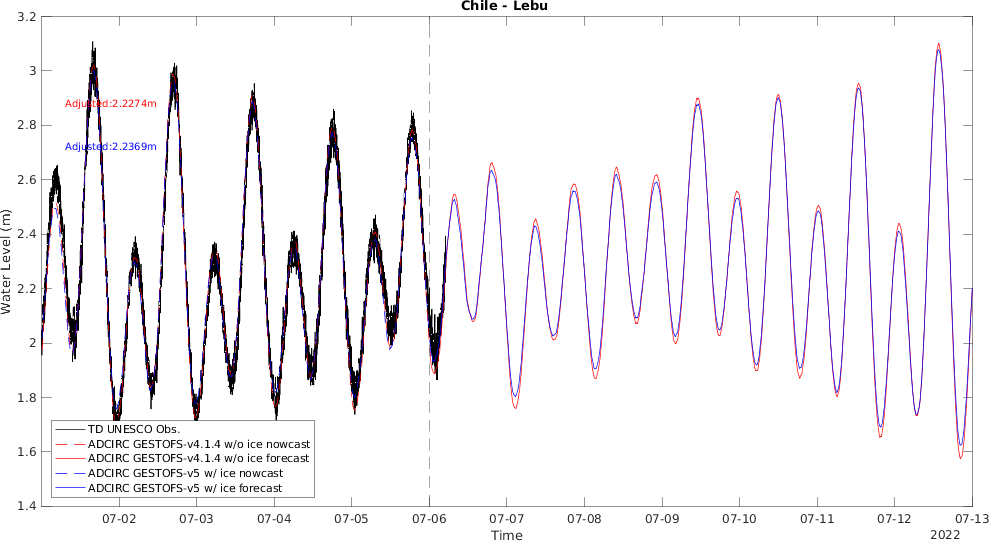 Chile - Lebu
3.2
3
2.8
2.6
2.4
2.2
2
1.8
1.6
1.4
Water Level (m)
Adjusted:2.2274m
Adjusted:2.2369m
TD UNESCO Obs.
ADCIRC GESTOFS-v4.1.4 w/o ice nowcast
ADCIRC GESTOFS-v4.1.4 w/o ice forecast
ADCIRC GESTOFS-v5 w/ ice nowcast
ADCIRC GESTOFS-v5 w/ ice forecast
07-02 07-03 07-04 07-05 07-06 07-07 07-08 07-09 07-10 07-11 07-12 07-13
Time
2022